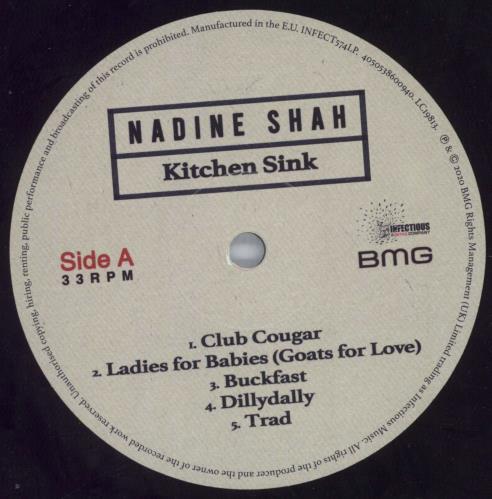 NADINE SHAH
Kitchen Sink
INFECTIOUS
BMG
Side A
33RPM
1. Club Cougar
2. Ladies for Babies (Goats for Love)
3. Buckfast
4. Dillydally
5. Trad
℗ & © 2020 BMG Rights Management (UK) Limited trading as Infectious Music. All rights of the producer and the owner of the recorded work reserved. Unauthorised copying, hiring, renting, public performance and broadcasting of this record is prohibited. Manufactured in the E.U. INFECT574LP. 4050538600940. LC19813.